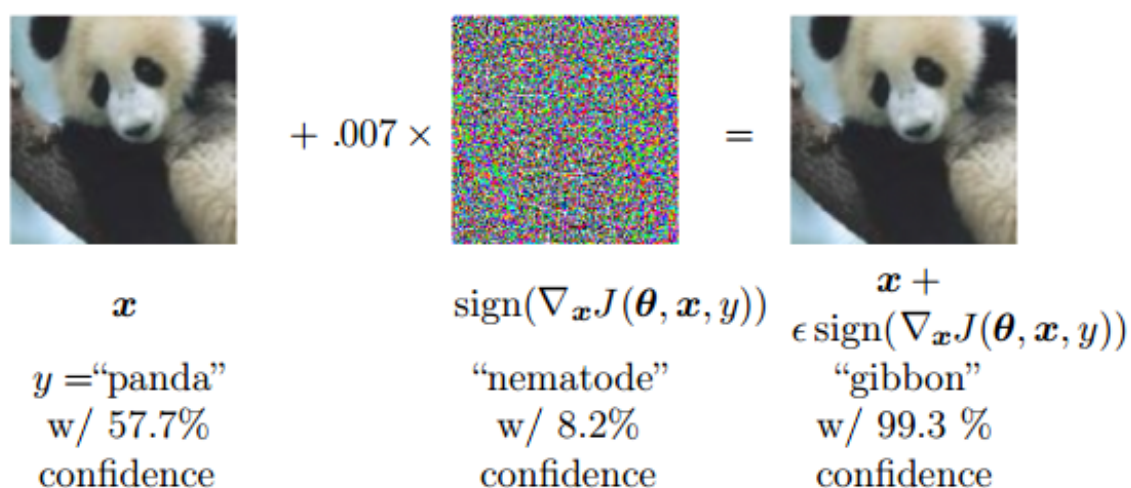 + .007 ×
=
x
y =“panda”
w/ 57.7%
confidence
sign(∇ₓJ(θ, x, y))
“nematode”
w/ 8.2%
confidence
x +
ϵ sign(∇ₓJ(θ, x, y))
“gibbon”
w/ 99.3 %
confidence